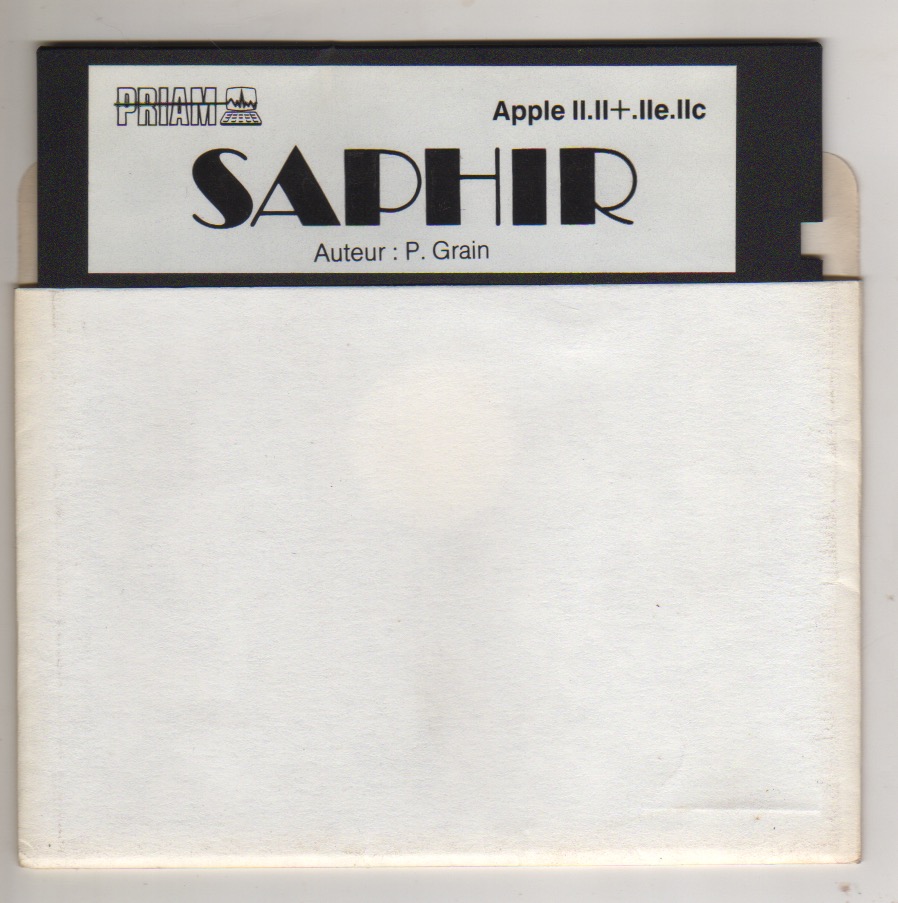 PRIAM
Apple II.II+.IIe.IIc
SAPHIR
Auteur : P. Grain